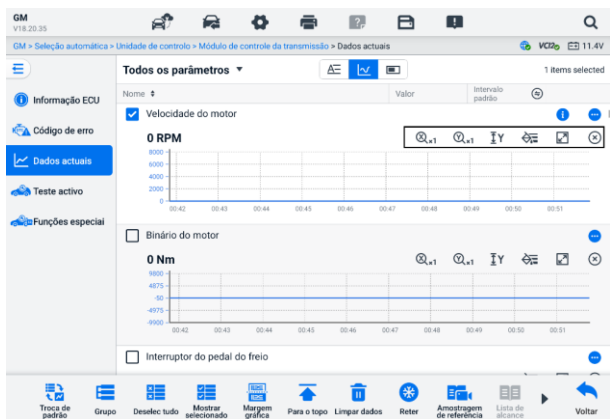 GM
V18.20.35
GM > Seleção automática > Unidade de controlo > Módulo de controle da transmissão > Dados actuais
VCI 11.4V
Todos os parâmetros ▼
1 items selected
Nome
Valor
Intervalo padrão
Informação ECU
Código de erro
Dados actuais
Teste activo
Funções especiai
Velocidade do motor
0 RPM
X x1 Y x1 Y
8000
6000
4000
2000
0
00:42 00:43 00:44 00:45 00:46 00:47 00:48 00:49 00:50 00:51
Binário do motor
0 Nm
X x1 Y x1 Y
9800
4875
-50
-4975
-9900
00:42 00:43 00:44 00:45 00:46 00:47 00:48 00:49 00:50 00:51
Interruptor do pedal do freio
Troca de padrão
Grupo
Deselec tudo
Mostrar selecionado
Margem gráfica
Para o topo
Limpar dados
Reter
Amostragem de referência
Lista de alcance
Voltar